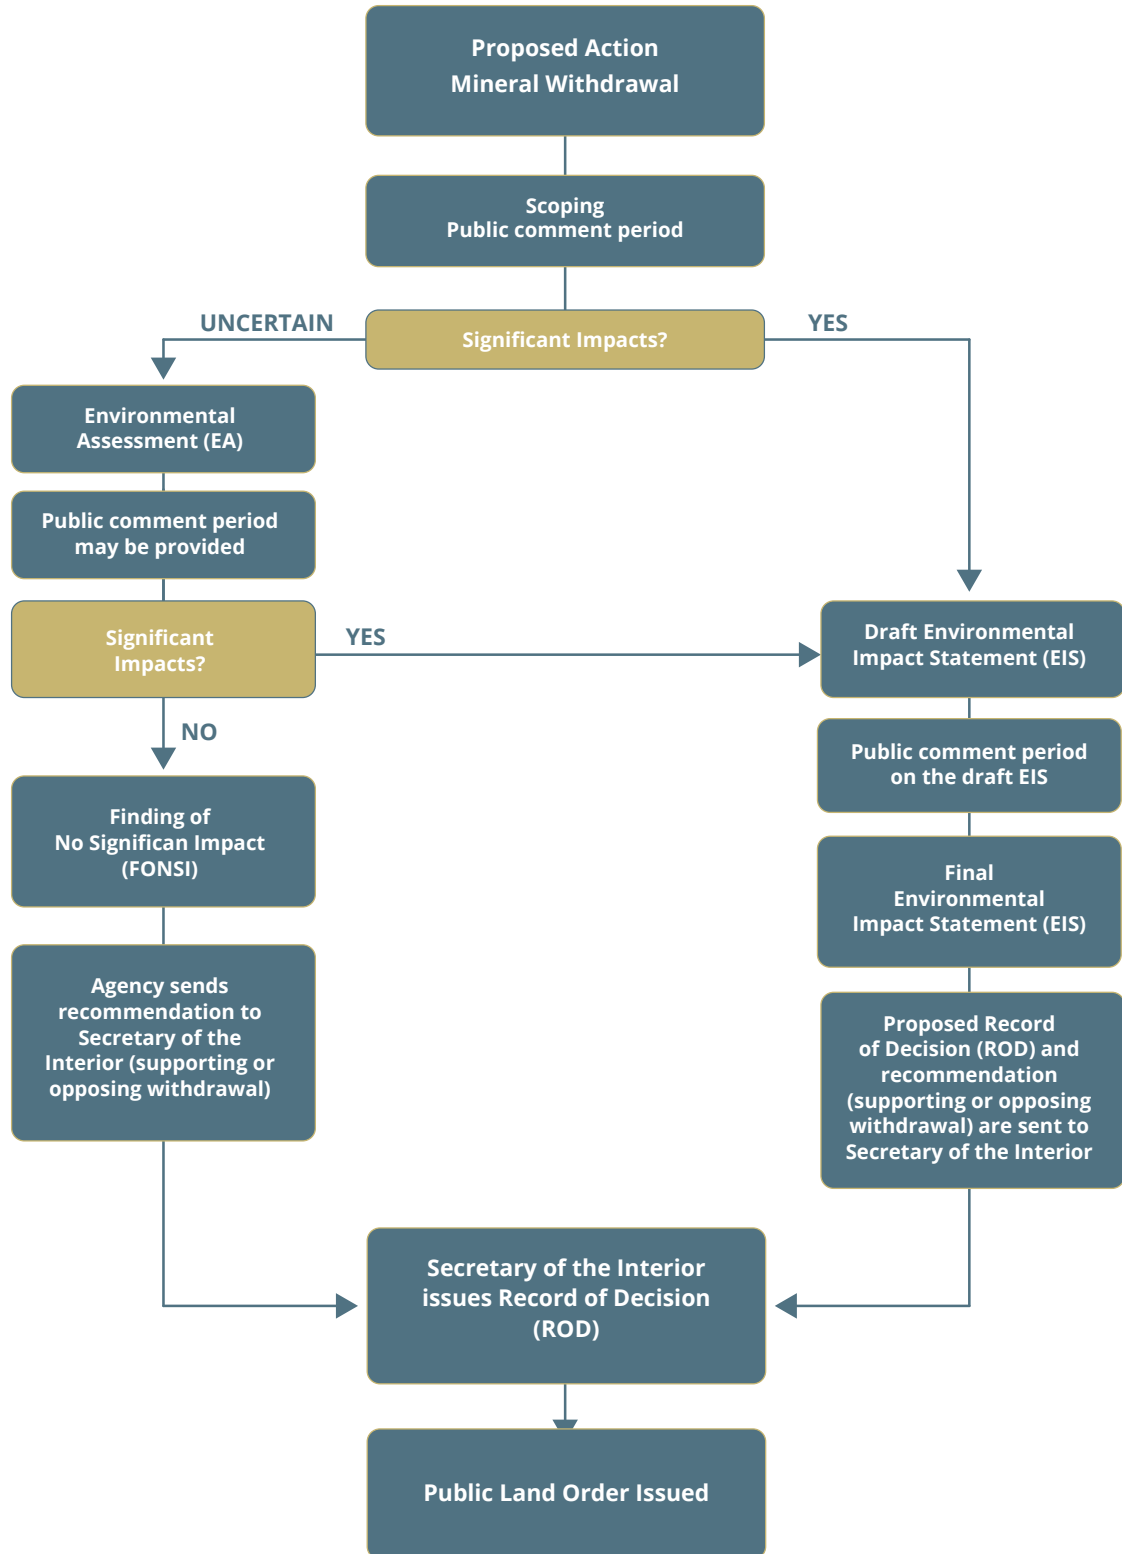 Proposed Action
Mineral Withdrawal
Scoping
Public comment period
UNCERTAIN
Significant Impacts?
YES
Environmental
Assessment (EA)
Public comment period
may be provided
Significant
Impacts?
YES
NO
Finding of
No Significan Impact
(FONSI)
Agency sends
recommendation to
Secretary of the
Interior (supporting or
opposing withdrawal)
Draft Environmental
Impact Statement (EIS)
Public comment period
on the draft EIS
Final
Environmental
Impact Statement (EIS)
Proposed Record
of Decision (ROD) and
recommendation
(supporting or opposing
withdrawal) are sent to
Secretary of the Interior
Secretary of the Interior
issues Record of Decision
(ROD)
Public Land Order Issued